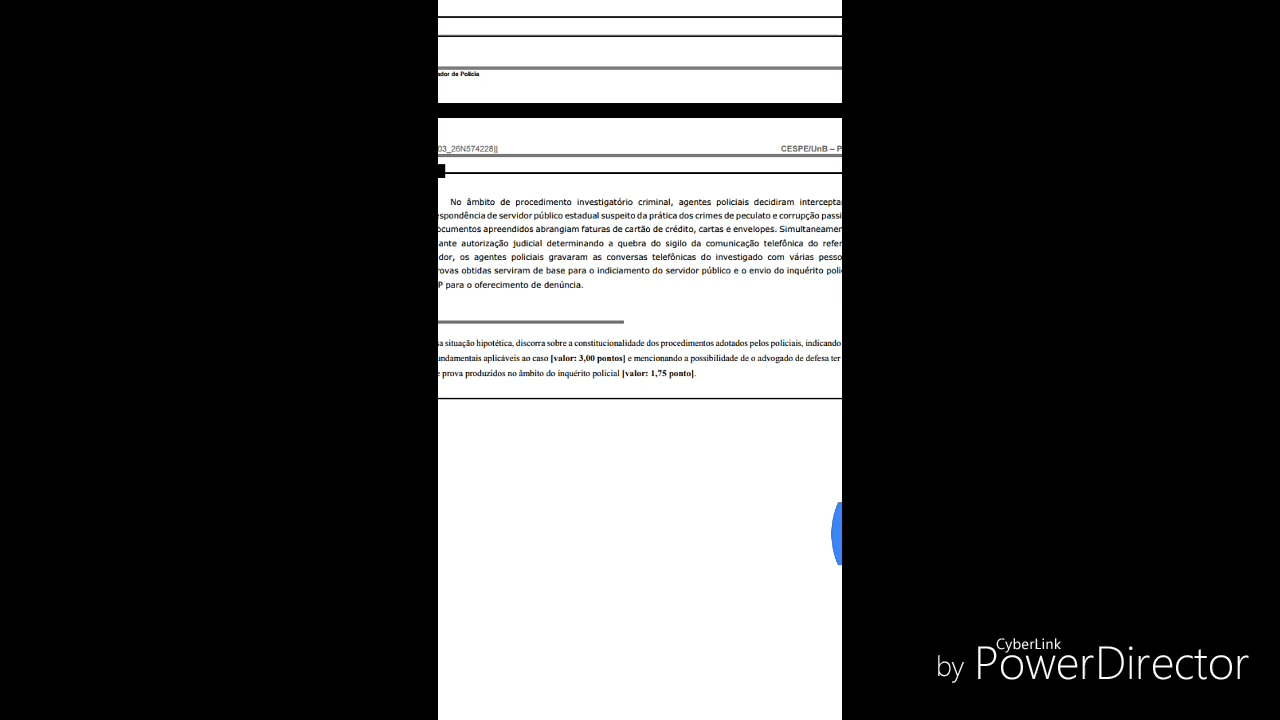 ador de Polícia
03_26N574228||
CESPE/UnB – P
No âmbito de procedimento investigatório criminal, agentes policiais decidiram intercepta
espondência de servidor público estadual suspeito da prática dos crimes de peculato e corrupção passi
ocumentos apreendidos abrangiam faturas de cartão de crédito, cartas e envelopes. Simultaneamer
iante autorização judicial determinando a quebra do sigilo da comunicação telefônica do refer
dor, os agentes policiais gravaram as conversas telefônicas do investigado com várias pesso
rovas obtidas serviram de base para o indiciamento do servidor público e o envio do inquérito poli
P para o oferecimento de denúncia.
sa situação hipotética, discorra sobre a constitucionalidade dos procedimentos adotados pelos policiais, indicando
undamentais aplicáveis ao caso [valor: 3,00 pontos] e mencionando a possibilidade de o advogado de defesa ter
e prova produzidos no âmbito do inquérito policial [valor: 1,75 ponto].
CyberLink
by PowerDirector